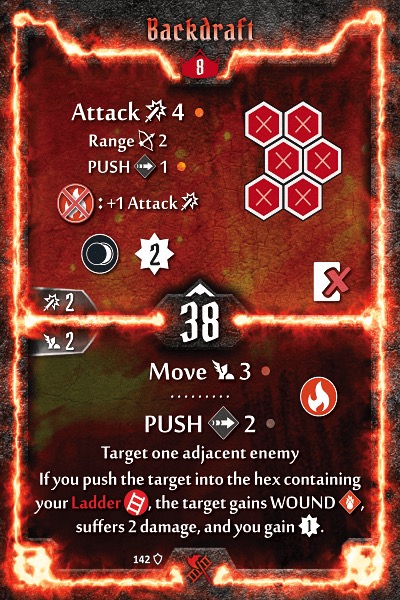 Backdraft
8
Attack 4
Range 2
PUSH 1
: +1 Attack
2
2
38
2
Move 3
PUSH 2
Target one adjacent enemy
If you push the target into the hex containing
your Ladder , the target gains WOUND ,
suffers 2 damage, and you gain 1 .
142